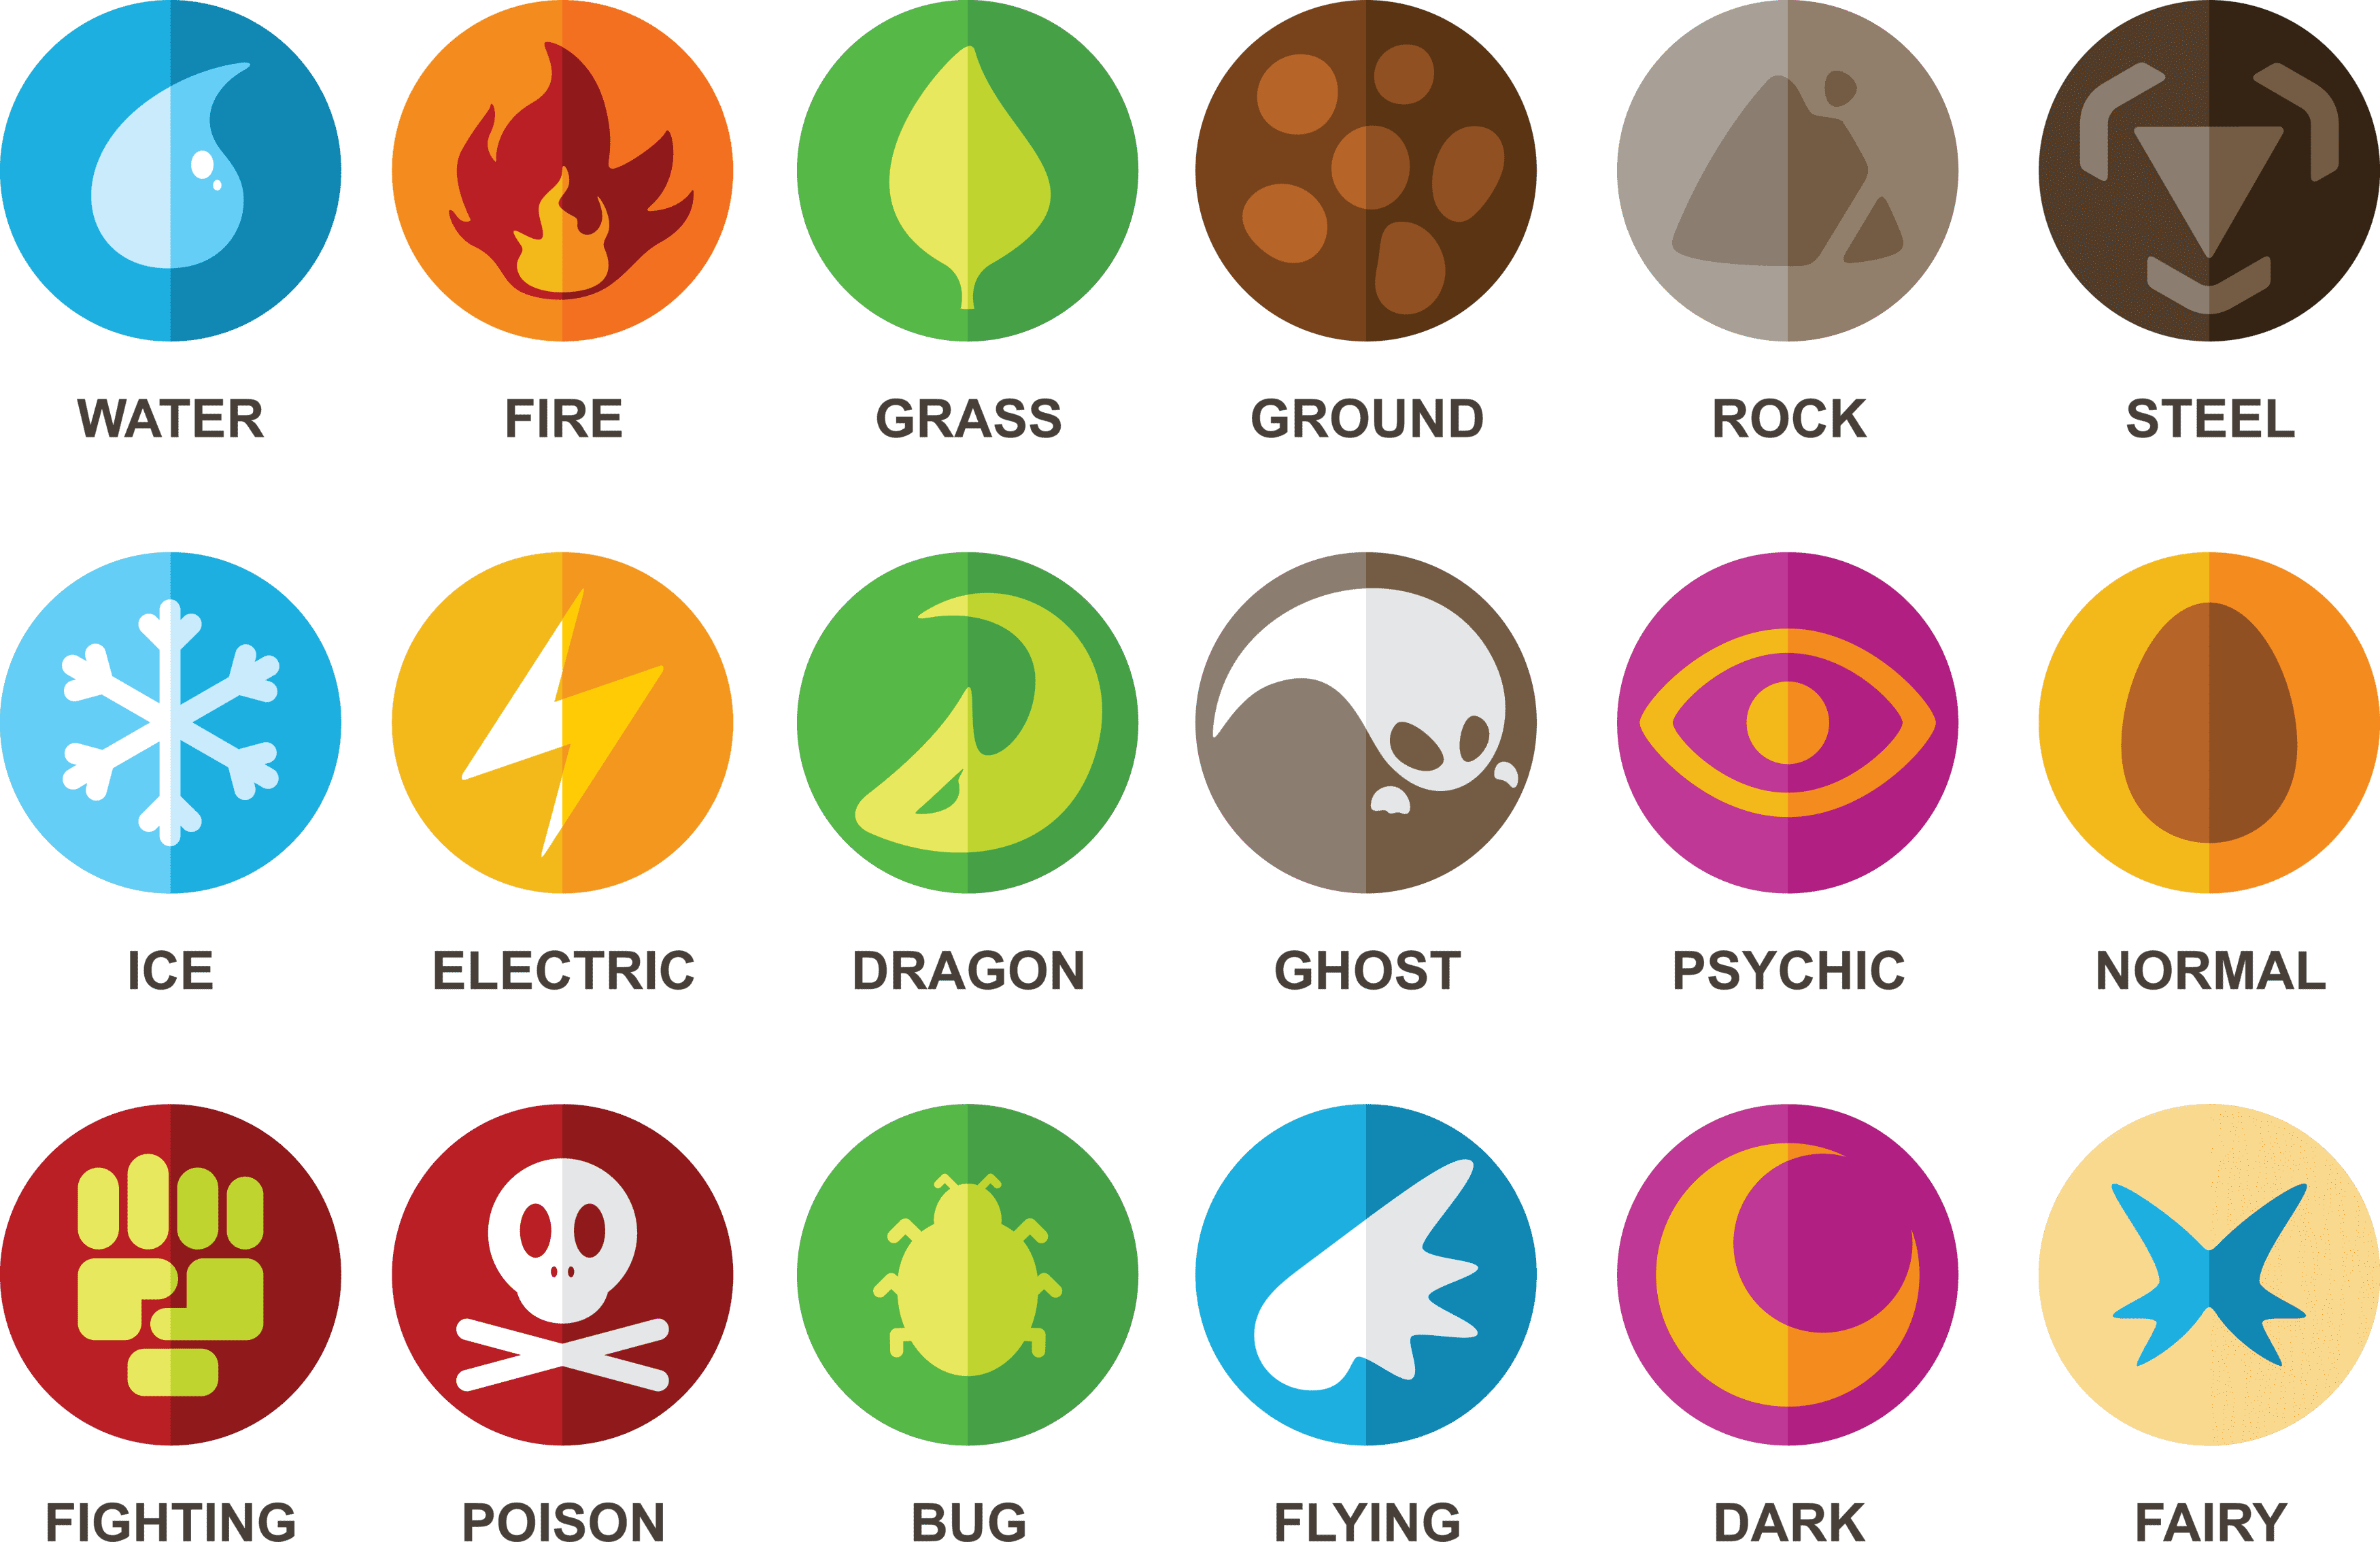 WATER FIRE GRASS GROUND ROCK STEEL
ICE ELECTRIC DRAGON GHOST PSYCHIC NORMAL
FIGHTING POISON BUG FLYING DARK FAIRY